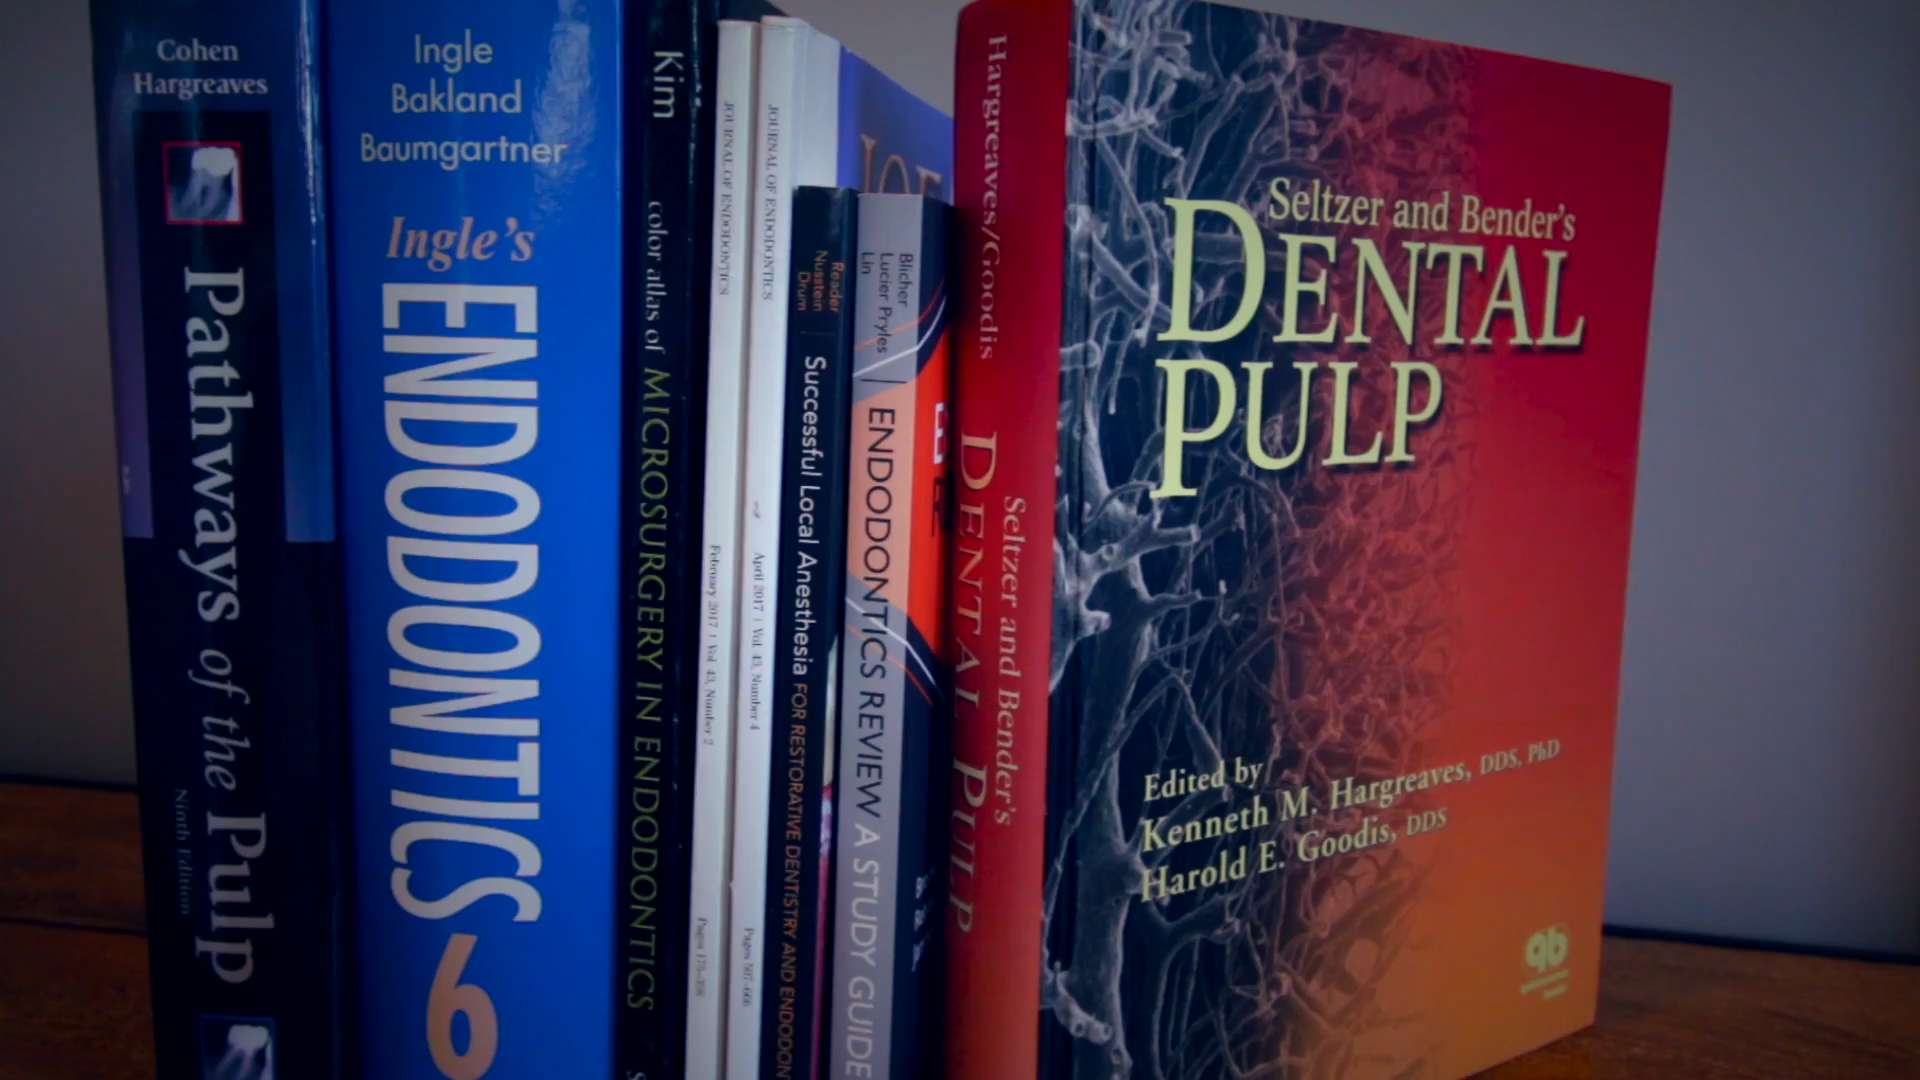 Cohen
Hargreaves
Pathways of the Pulp
Ninth Edition
Ingle
Bakland
Baumgartner
Ingle's
ENDODONTICS
6
Kim
color atlas of MICROSURGERY IN ENDODONTICS
JOURNAL OF ENDODONTICS
February 2017 | Vol. 43, Number 2
JOURNAL OF ENDODONTICS
April 2017 | Vol. 43, Number 4
JOE
Reader
Nusstein
Drum
Successful Local Anesthesia FOR RESTORATIVE DENTISTRY AND ENDODON
Blicher
Lucier Pryles
Lin
ENDODONTICS REVIEW A STUDY GUIDE
Hargreaves/Goodis
Seltzer and Bender's
DENTAL PULP
Seltzer and Bender's
DENTAL
PULP
Edited by
Kenneth M. Hargreaves, DDS, PhD
Harold E. Goodis, DDS